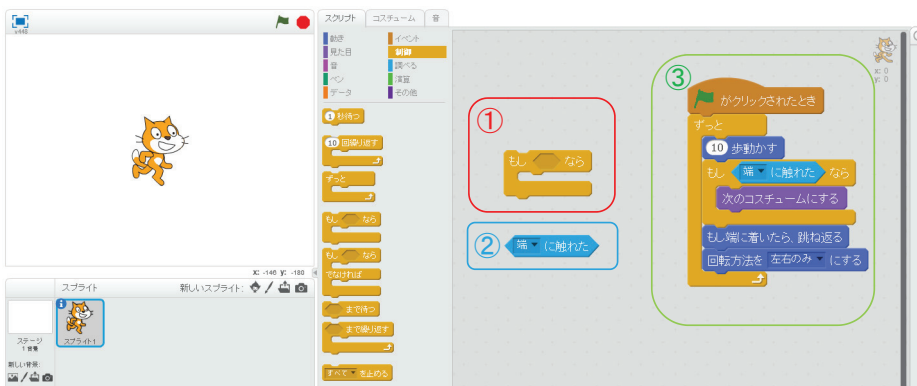 v446
スクリプト
コスチューム
音
動き
イベント
見た目
制御
音
調べる
ペン
演算
データ
その他
1 秒待つ
10 回繰り返す
ずっと
もし なら
もし なら
でなければ
まで待つ
まで繰り返す
すべて を止める
①
もし なら
②
端 に触れた
③
がクリックされたとき
ずっと
10 歩動かす
もし 端 に触れた なら
次のコスチュームにする
もし端に着いたら、跳ね返る
回転方法を 左右のみ にする
x: 0
y: 0
x: -146 y: -180
スプライト
新しいスプライト:
ステージ
1 背景
スプライト1
新しい背景: